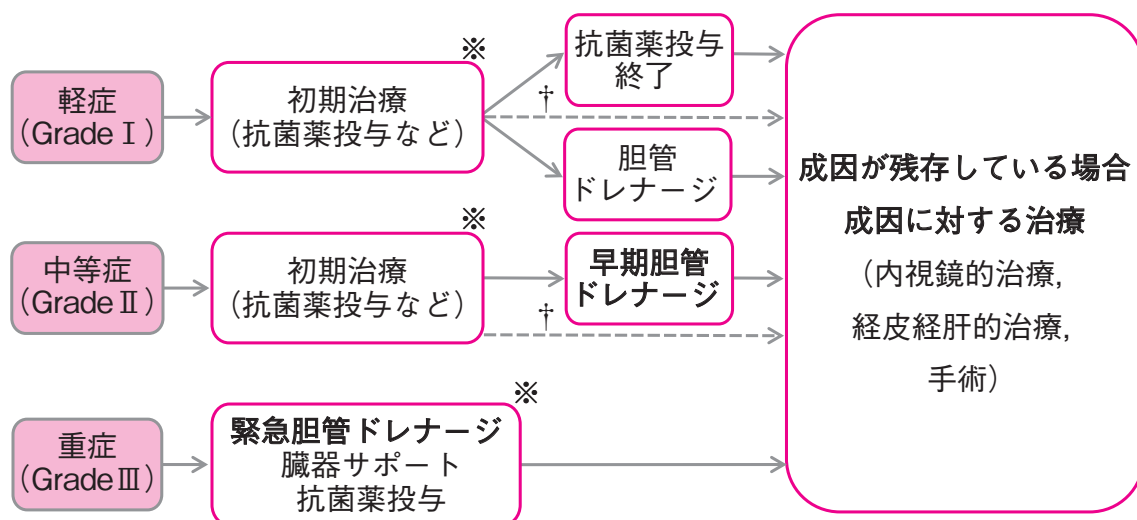 軽症
（GradeⅠ）
初期治療
（抗菌薬投与など）
※
抗菌薬投与
終了
†
胆管
ドレナージ
中等症
（GradeⅡ）
初期治療
（抗菌薬投与など）
※
早期胆管
ドレナージ
†
重症
（GradeⅢ）
緊急胆管ドレナージ
臓器サポート
抗菌薬投与
※
成因が残存している場合
成因に対する治療
（内視鏡的治療,
経皮経肝的治療,
手術）